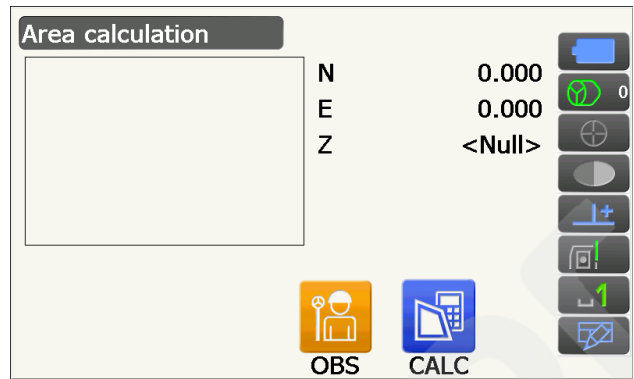 Area calculation
N 0.000
E 0.000
Z <Null>
0
1
OBS CALC